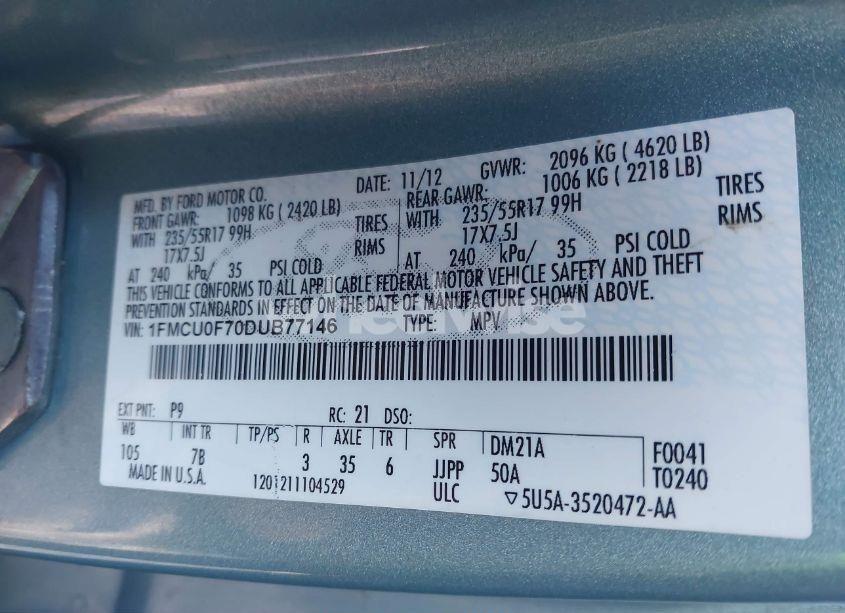 MFD. BY FORD MOTOR CO.
DATE: 11/12 GVWR: 2096 KG ( 4620 LB)
FRONT GAWR: 1098 KG ( 2420 LB) REAR GAWR: 1006 KG ( 2218 LB)
WITH 235/55R17 99H TIRES WITH 235/55R17 99H TIRES
17X7.5J RIMS 17X7.5J RIMS
AT 240 kPa/ 35 PSI COLD AT 240 kPa/ 35 PSI COLD
THIS VEHICLE CONFORMS TO ALL APPLICABLE FEDERAL MOTOR VEHICLE SAFETY AND THEFT
PREVENTION STANDARDS IN EFFECT ON THE DATE OF MANUFACTURE SHOWN ABOVE.
VIN: 1FMCU0F70DUB77146 TYPE: MPV
EXT PNT: P9 RC: 21 DSO:
WB INT TR TP/PS R AXLE TR SPR DM21A F0041
105 7B 3 35 6 JJPP 50A T0240
MADE IN U.S.A. 1201211104529 ULC ▽5U5A-3520472-AA